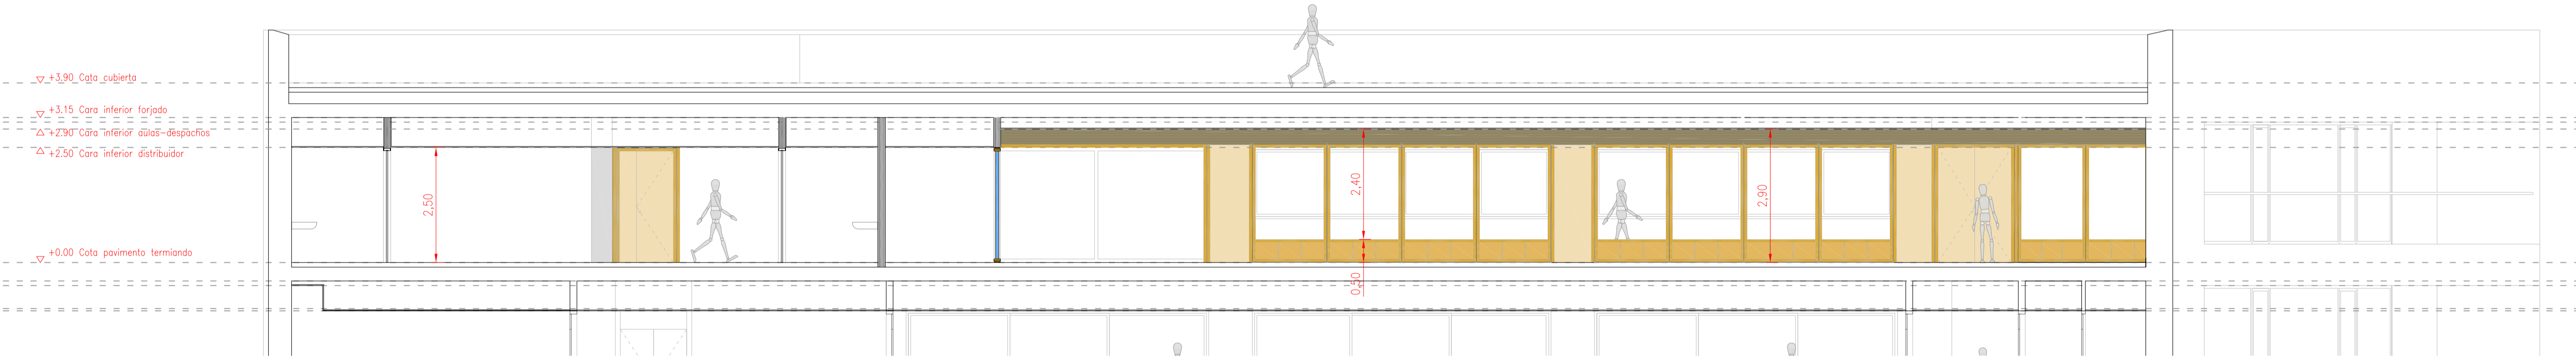 +3.90 Cata cubierta
+3.15 Cara inferior forjado
+2.90 Cara inferior aulas-despachos
+2.50 Cara inferior distribuidor
2,50
2,40
2,90
+0.00 Cota pavimento termiando
0,50